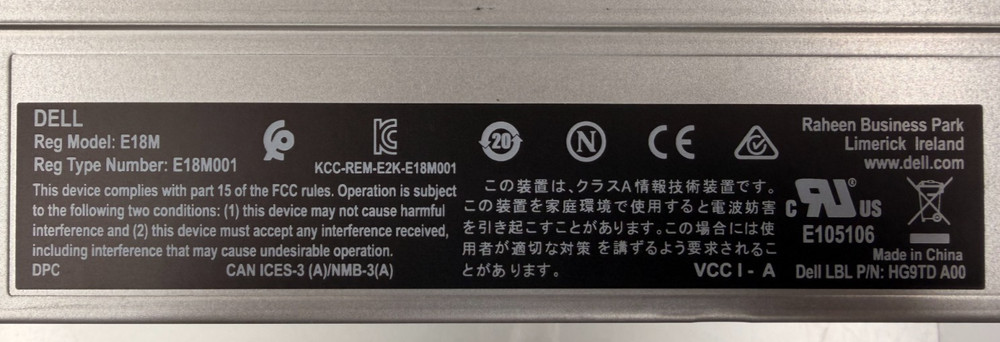 DELL
Reg Model: E18M
Reg Type Number: E18M001
KCC-REM-E2K-E18M001
20
N
CE
Raheen Business Park
Limerick Ireland
www.dell.com
This device complies with part 15 of the FCC rules. Operation is subject
to the following two conditions: (1) this device may not cause harmful
interference and (2) this device must accept any interference received,
including interference that may cause undesirable operation.
DPC
CAN ICES-3 (A)/NMB-3(A)
この装置は、クラスA情報技術装置です。
この装置を家庭環境で使用すると電波妨害
を引き起こすことがあります。この場合には使
用者が適切な対策を講ずるよう要求されるこ
とがあります。
VCCI-A
C RU ® US
E105106
Made in China
Dell LBL P/N: HG9TD A00